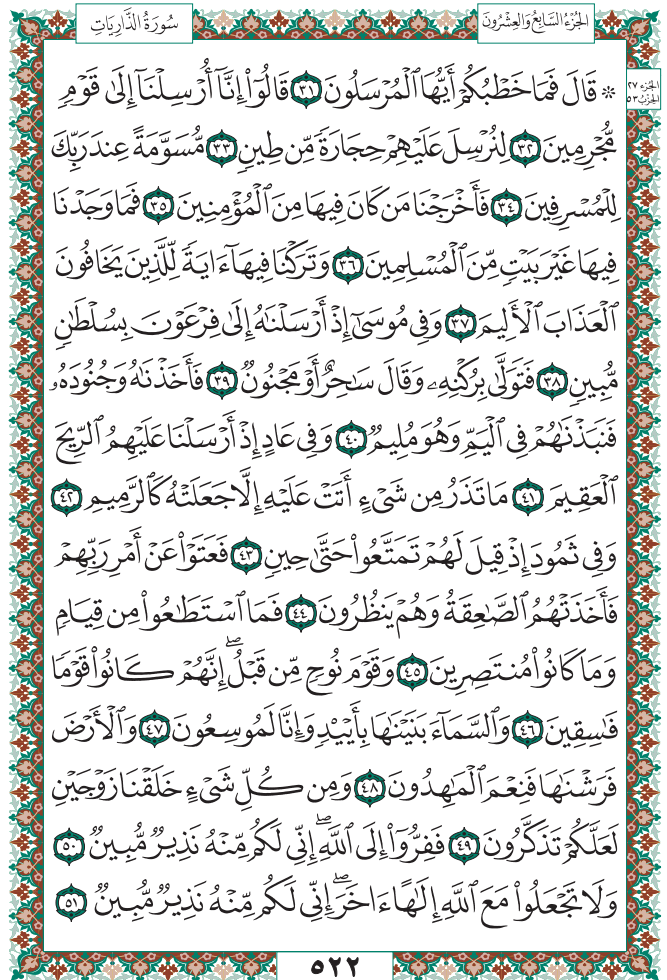 سُورَةُ الذَّارِيَاتِ
الجُزْءُ السَّابِعُ وَالعِشْرُونَ
الجُزْء ٢٧
الحِزْب ٥٣
۞ قَالَ فَمَا خَطْبُكُمْ أَيُّهَا ٱلْمُرْسَلُونَ ٣١ قَالُوٓا۟ إِنَّآ أُرْسِلْنَآ إِلَىٰ قَوْمٍ
مُّجْرِمِينَ ٣٢ لِنُرْسِلَ عَلَيْهِمْ حِجَارَةً مِّن طِينٍ ٣٣ مُّسَوَّمَةً عِندَ رَبِّكَ
لِلْمُسْرِفِينَ ٣٤ فَأَخْرَجْنَا مَن كَانَ فِيهَا مِنَ ٱلْمُؤْمِنِينَ ٣٥ فَمَا وَجَدْنَا
فِيهَا غَيْرَ بَيْتٍ مِّنَ ٱلْمُسْلِمِينَ ٣٦ وَتَرَكْنَا فِيهَآ ءَايَةً لِّلَّذِينَ يَخَافُونَ
ٱلْعَذَابَ ٱلْأَلِيمَ ٣٧ وَفِى مُوسَىٰٓ إِذْ أَرْسَلْنَٰهُ إِلَىٰ فِرْعَوْنَ بِسُلْطَٰنٍ
مُّبِينٍ ٣٨ فَتَوَلَّىٰ بِرُكْنِهِۦ وَقَالَ سَٰحِرٌ أَوْ مَجْنُونٌ ٣٩ فَأَخَذْنَٰهُ وَجُنُودَهُۥ
فَنَبَذْنَٰهُمْ فِى ٱلْيَمِّ وَهُوَ مُلِيمٌ ٤٠ وَفِى عَادٍ إِذْ أَرْسَلْنَا عَلَيْهِمُ ٱلرِّيحَ
ٱلْعَقِيمَ ٤١ مَا تَذَرُ مِن شَىْءٍ أَتَتْ عَلَيْهِ إِلَّا جَعَلَتْهُ كَٱلرَّمِيمِ ٤٢
وَفِى ثَمُودَ إِذْ قِيلَ لَهُمْ تَمَتَّعُوا۟ حَتَّىٰ حِينٍ ٤٣ فَعَتَوْا۟ عَنْ أَمْرِ رَبِّهِمْ
فَأَخَذَتْهُمُ ٱلصَّٰعِقَةُ وَهُمْ يَنظُرُونَ ٤٤ فَمَا ٱسْتَطَٰعُوا۟ مِن قِيَامٍ
وَمَا كَانُوا۟ مُنتَصِرِينَ ٤٥ وَقَوْمَ نُوحٍ مِّن قَبْلُ ۖ إِنَّهُمْ كَانُوا۟ قَوْمًا
فَٰسِقِينَ ٤٦ وَٱلسَّمَآءَ بَنَيْنَٰهَا بِأَيْي۟دٍ وَإِنَّا لَمُوسِعُونَ ٤٧ وَٱلْأَرْضَ
فَرَشْنَٰهَا فَنِعْمَ ٱلْمَٰهِدُونَ ٤٨ وَمِن كُلِّ شَىْءٍ خَلَقْنَا زَوْجَيْنِ
لَعَلَّكُمْ تَذَكَّرُونَ ٤٩ فَفِرُّوٓا۟ إِلَى ٱللَّهِ ۖ إِنِّى لَكُم مِّنْهُ نَذِيرٌ مُّبِينٌ ٥٠
وَلَا تَجْعَلُوا۟ مَعَ ٱللَّهِ إِلَٰهًا ءَاخَرَ ۖ إِنِّى لَكُم مِّنْهُ نَذِيرٌ مُّبِينٌ ٥١
٥٢٢